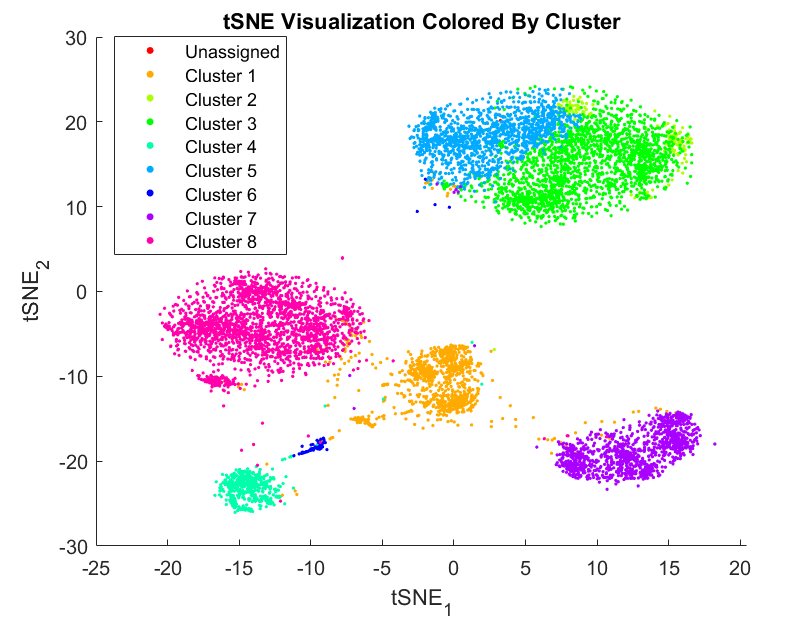 tSNE Visualization Colored By Cluster
Unassigned
Cluster 1
Cluster 2
Cluster 3
Cluster 4
Cluster 5
Cluster 6
Cluster 7
Cluster 8
30
20
10
0
-10
-20
-30
tSNE2
-25 -20 -15 -10 -5 0 5 10 15 20
tSNE1